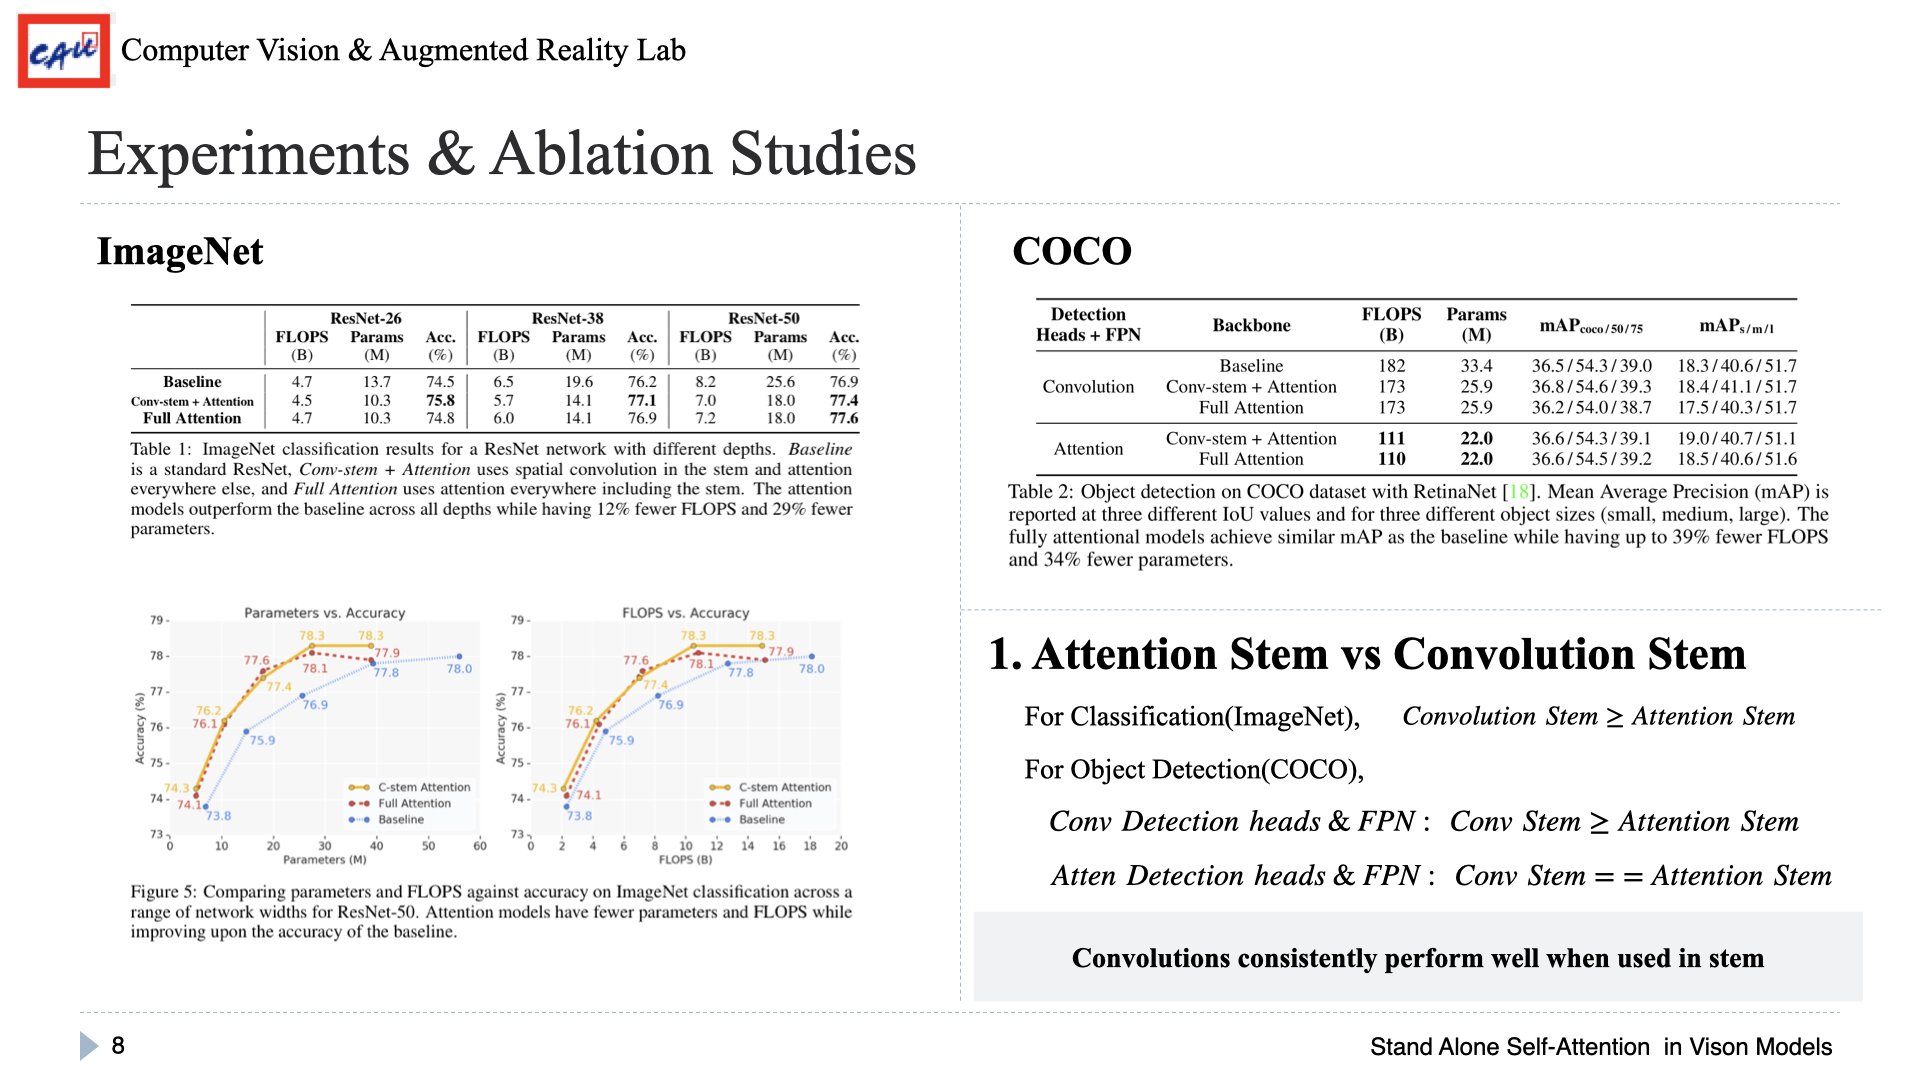 CAU
Computer Vision & Augmented Reality Lab
Experiments & Ablation Studies
ImageNet
ResNet-26 ResNet-38 ResNet-50
FLOPS Params Acc. FLOPS Params Acc. FLOPS Params Acc.
(B) (M) (%) (B) (M) (%) (B) (M) (%)
Baseline 4.7 13.7 74.5 6.5 19.6 76.2 8.2 25.6 76.9
Conv-stem + Attention 4.5 10.3 75.8 5.7 14.1 77.1 7.0 18.0 77.4
Full Attention 4.7 10.3 74.8 6.0 14.1 76.9 7.2 18.0 77.6
Table 1: ImageNet classification results for a ResNet network with different depths. Baseline
is a standard ResNet, Conv-stem + Attention uses spatial convolution in the stem and attention
everywhere else, and Full Attention uses attention everywhere including the stem. The attention
models outperform the baseline across all depths while having 12% fewer FLOPS and 29% fewer
parameters.
Parameters vs. Accuracy
79
78
77
76
75
74
73
Accuracy (%)
78.3 78.3
77.9
77.6
78.1
77.8
78.0
77.4
76.9
76.2
76.1
75.9
74.3
74.1
73.8
C-stem Attention
Full Attention
Baseline
0 10 20 30 40 50 60
Parameters (M)
FLOPS vs. Accuracy
79
78
77
76
75
74
73
Accuracy (%)
78.3 78.3
77.9
77.6
78.1
77.8
78.0
77.4
76.9
76.2
76.1
75.9
74.3
74.1
73.8
C-stem Attention
Full Attention
Baseline
0 2 4 6 8 10 12 14 16 18 20
FLOPS (B)
Figure 5: Comparing parameters and FLOPS against accuracy on ImageNet classification across a
range of network widths for ResNet-50. Attention models have fewer parameters and FLOPS while
improving upon the accuracy of the baseline.
COCO
Detection Backbone FLOPS Params mAPcoco/50/75 mAPs/m/l
Heads + FPN (B) (M)
Baseline 182 33.4 36.5/54.3/39.0 18.3/40.6/51.7
Convolution Conv-stem + Attention 173 25.9 36.8/54.6/39.3 18.4/41.1/51.7
Full Attention 173 25.9 36.2/54.0/38.7 17.5/40.3/51.7
Attention Conv-stem + Attention 111 22.0 36.6/54.3/39.1 19.0/40.7/51.1
Full Attention 110 22.0 36.6/54.5/39.2 18.5/40.6/51.6
Table 2: Object detection on COCO dataset with RetinaNet [18]. Mean Average Precision (mAP) is
reported at three different IoU values and for three different object sizes (small, medium, large). The
fully attentional models achieve similar mAP as the baseline while having up to 39% fewer FLOPS
and 34% fewer parameters.
1. Attention Stem vs Convolution Stem
For Classification(ImageNet), Convolution Stem ≥ Attention Stem
For Object Detection(COCO),
Conv Detection heads & FPN : Conv Stem ≥ Attention Stem
Atten Detection heads & FPN : Conv Stem = = Attention Stem
Convolutions consistently perform well when used in stem
8
Stand Alone Self-Attention in Vison Models